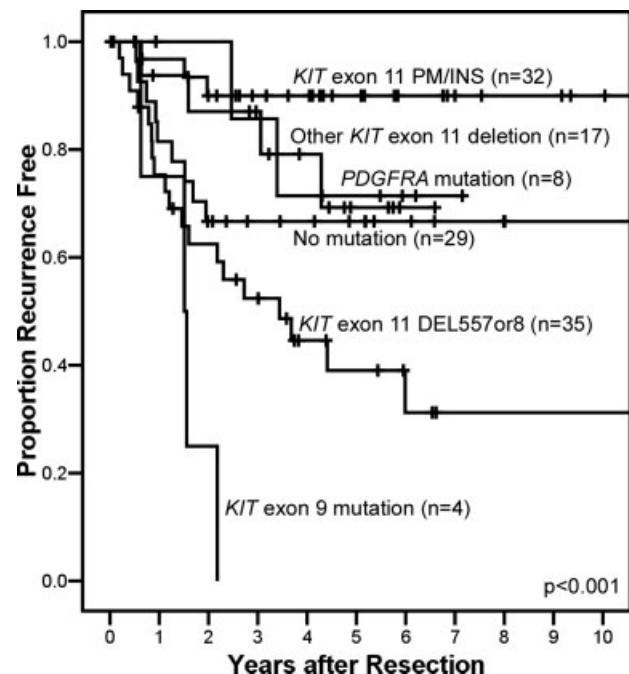 Proportion Recurrence Free
1.0
0.8
0.6
0.4
0.2
0.0
KIT exon 11 PM/INS (n=32)
Other KIT exon 11 deletion (n=17)
PDGFRA mutation (n=8)
No mutation (n=29)
KIT exon 11 DEL557or8 (n=35)
KIT exon 9 mutation (n=4)
p<0.001
0 1 2 3 4 5 6 7 8 9 10
Years after Resection